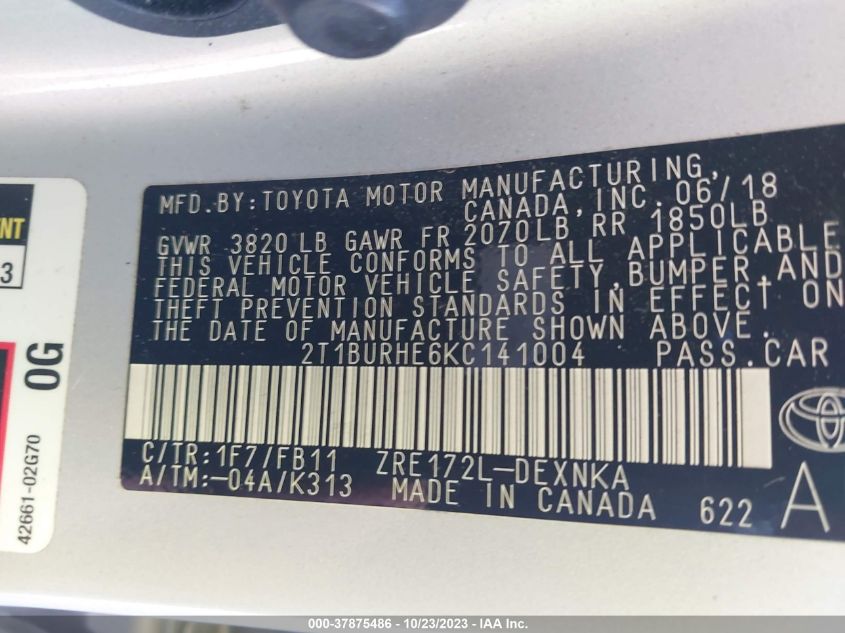 MFD.BY:TOYOTA MOTOR MANUFACTURING,
CANADA, INC. 06/18
GVWR 3820 LB GAWR FR 2070LB RR 1850LB
THIS VEHICLE CONFORMS TO ALL APPLICABLE
FEDERAL MOTOR VEHICLE SAFETY, BUMPER, AND
THEFT PREVENTION STANDARDS IN EFFECT ON
THE DATE OF MANUFACTURE SHOWN ABOVE.
2T1BURHE6KC141004 PASS.CAR
C/TR:1F7/FB11 ZRE172L-DEXNKA
A/TM:-04A/K313 MADE IN CANADA 622 A
0G
42661-02G70
3
000-37875486 - 10/23/2023 - IAA Inc.